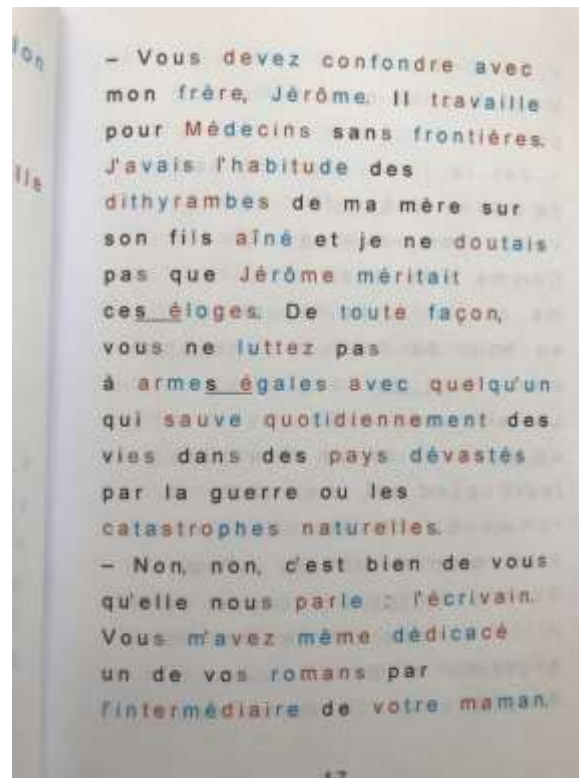 – Vous devez confondre avec
mon frère, Jérôme. Il travaille
pour Médecins sans frontières.
J'avais l'habitude des
dithyrambes de ma mère sur
son fils aîné et je ne doutais
pas que Jérôme méritait
ces éloges. De toute façon,
vous ne luttez pas
à armes égales avec quelqu'un
qui sauve quotidiennement des
vies dans des pays dévastés
par la guerre ou les
catastrophes naturelles.
– Non, non, c'est bien de vous
qu'elle nous parle : l'écrivain.
Vous m'avez même dédicacé
un de vos romans par
l'intermédiaire de votre maman.